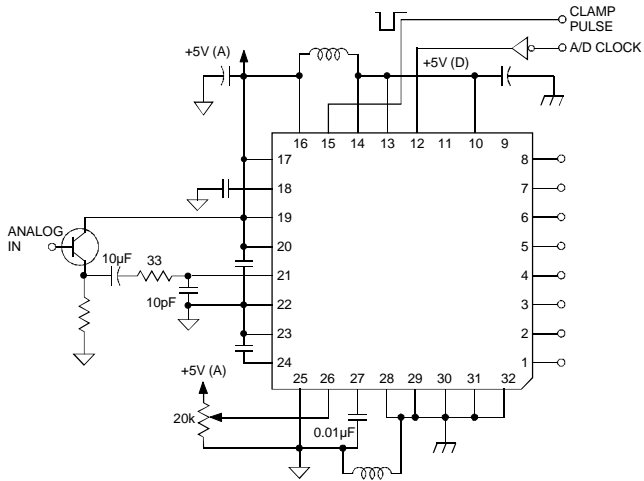 CLAMP
PULSE
+5V (A)
+5V (D)
A/D CLOCK
16 15 14 13 12 11 10 9
17 8
18 7
ANALOG
IN
19 6
20 5
10µF 33 21 4
10pF 22 3
23 2
24 1
+5V (A)
25 26 27 28 29 30 31 32
20k
0.01µF